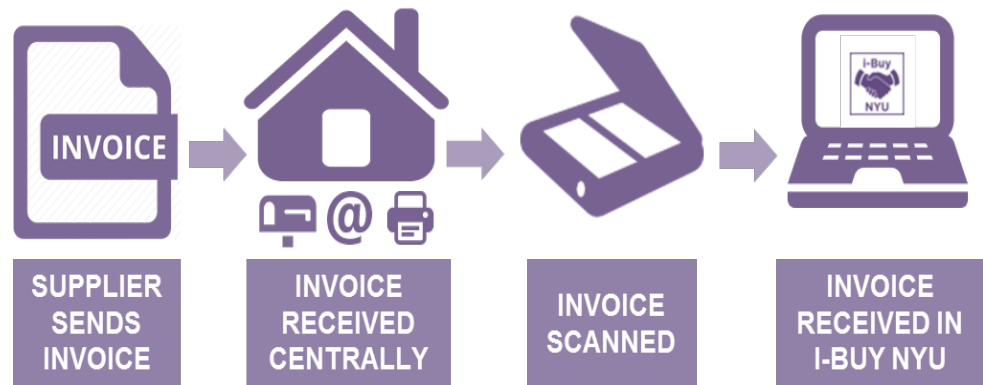 INVOICE
@
i-Buy
NYU
SUPPLIER
SENDS
INVOICE
INVOICE
RECEIVED
CENTRALLY
INVOICE
SCANNED
INVOICE
RECEIVED IN
I-BUY NYU